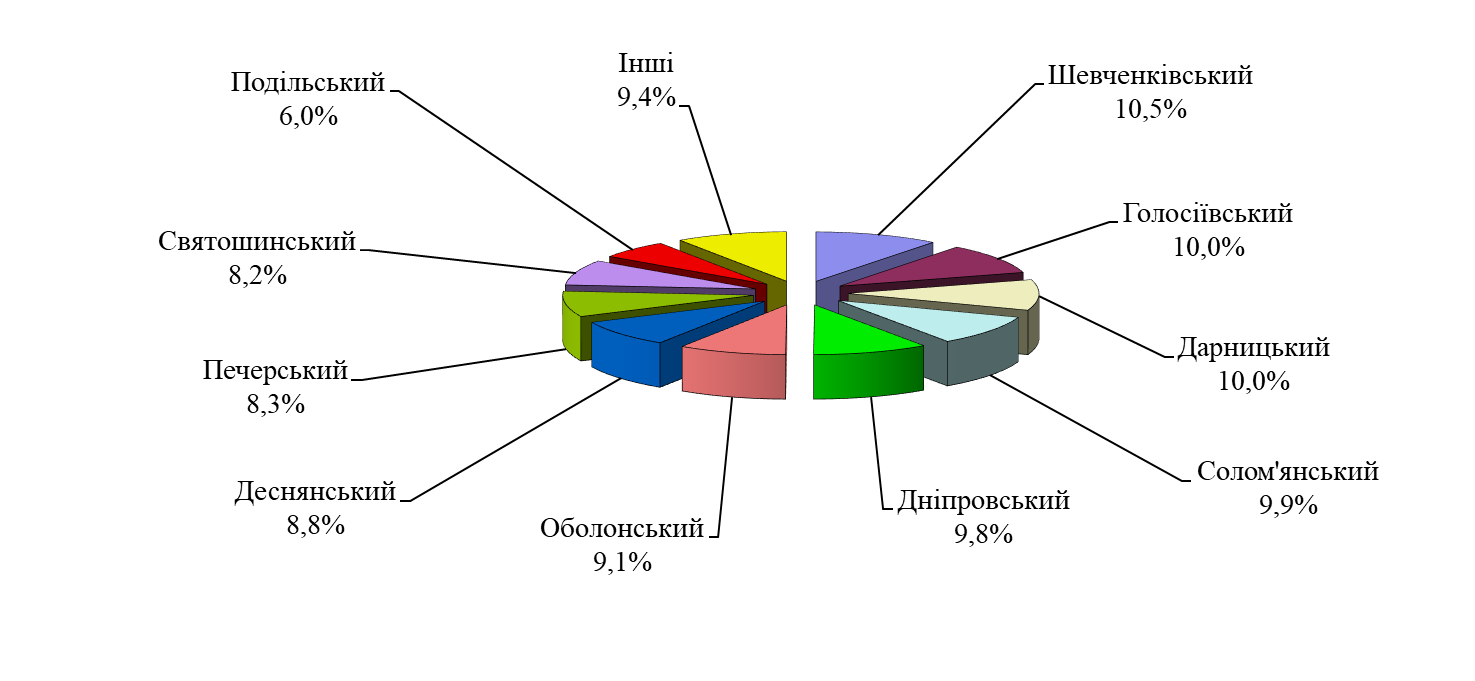 Інші
9,4%
Шевченківський
10,5%
Голосіївський
10,0%
Дарницький
10,0%
Солом'янський
9,9%
Дніпровський
9,8%
Оболонський
9,1%
Деснянський
8,8%
Печерський
8,3%
Святошинський
8,2%
Подільський
6,0%